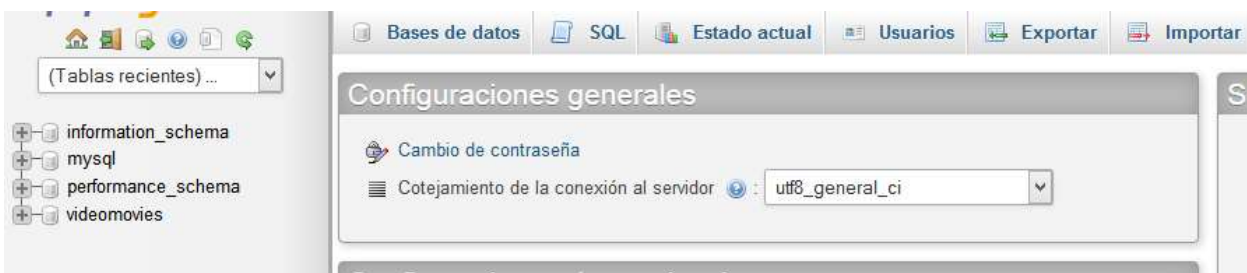 (Tablas recientes) ...
information_schema
mysql
performance_schema
videomovies
Bases de datos SQL Estado actual Usuarios Exportar Importar
Configuraciones generales
Cambio de contraseña
Cotejamiento de la conexión al servidor : utf8_general_ci